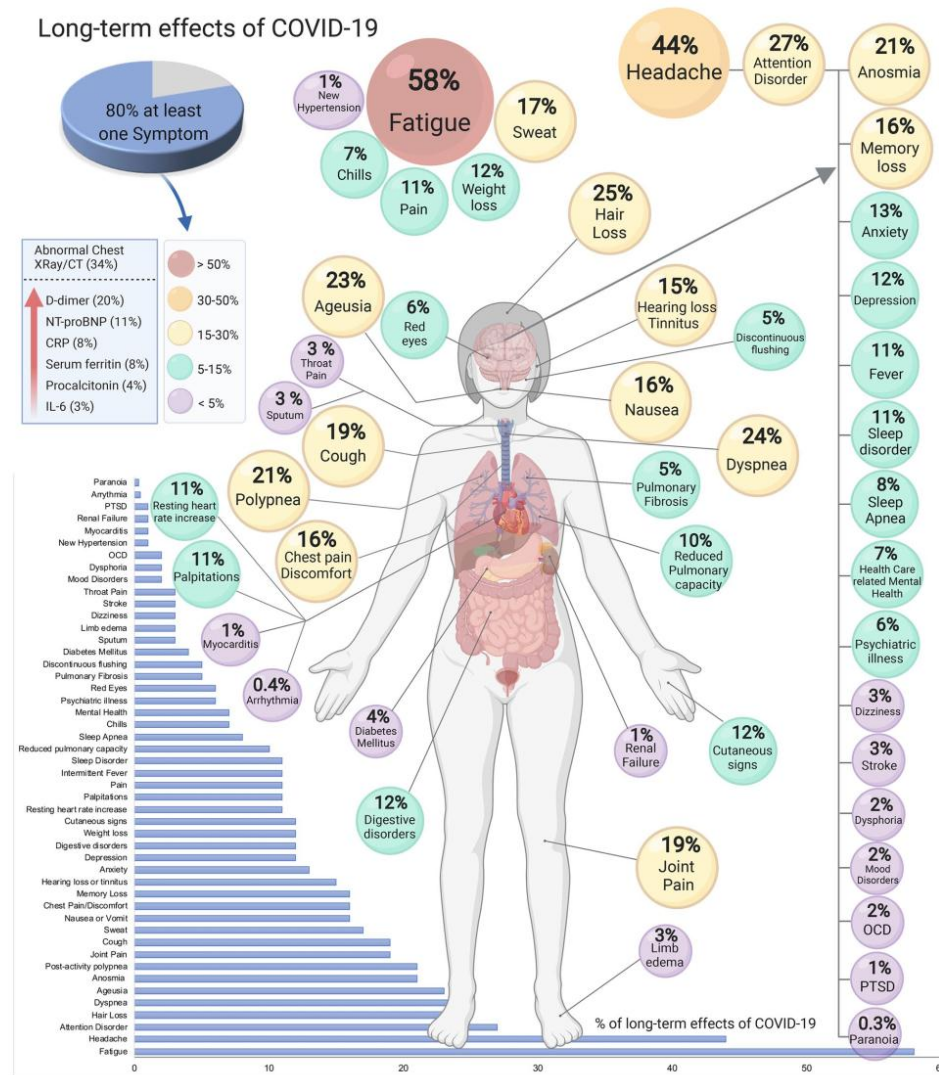 Long-term effects of COVID-19
80% at least
one Symptom
Abnormal Chest
XRay/CT (34%)
D-dimer (20%)
NT-proBNP (11%)
CRP (8%)
Serum ferritin (8%)
Procalcitonin (4%)
IL-6 (3%)
> 50%
30-50%
15-30%
5-15%
< 5%
1%
New
Hypertension
58%
Fatigue
17%
Sweat
7%
Chills
11%
Pain
12%
Weight
loss
44%
Headache
27%
Attention
Disorder
21%
Anosmia
16%
Memory
loss
13%
Anxiety
12%
Depression
11%
Fever
11%
Sleep
disorder
8%
Sleep
Apnea
7%
Health Care
related Mental
Health
6%
Psychiatric
illness
3%
Dizziness
3%
Stroke
2%
Dysphoria
2%
Mood
Disorders
2%
OCD
1%
PTSD
0.3%
Paranoia
25%
Hair
Loss
23%
Ageusia
6%
Red
eyes
15%
Hearing loss
Tinnitus
5%
Discontinuous
flushing
3 %
Throat
Pain
3 %
Sputum
16%
Nausea
19%
Cough
24%
Dyspnea
21%
Polypnea
5%
Pulmonary
Fibrosis
11%
Resting heart
rate increase
16%
Chest pain
Discomfort
10%
Reduced
Pulmonary
capacity
11%
Palpitations
1%
Myocarditis
0.4%
Arrhythmia
4%
Diabetes
Mellitus
1%
Renal
Failure
12%
Cutaneous
signs
12%
Digestive
disorders
19%
Joint
Pain
3%
Limb
edema
Paranoia
Arrythmia
PTSD
Renal Failure
Myocarditis
New Hypertension
OCD
Dysphoria
Mood Disorders
Throat Pain
Stroke
Dizziness
Limb edema
Sputum
Diabetes Mellitus
Discontinuous flushing
Pulmonary Fibrosis
Red Eyes
Psychiatric illness
Mental Health
Chills
Sleep Apnea
Reduced pulmonary capacity
Sleep Disorder
Intermittent Fever
Pain
Palpitations
Resting heart rate increase
Cutaneous signs
Weight loss
Digestive disorders
Depression
Anxiety
Hearing loss or tinnitus
Memory Loss
Chest Pain/Discomfort
Nausea or Vomit
Sweat
Cough
Joint Pain
Post-activity polypnea
Anosmia
Ageusia
Dyspnea
Hair Loss
Attention Disorder
Headache
Fatigue
% of long-term effects of COVID-19
0 10 20 30 40 50 6